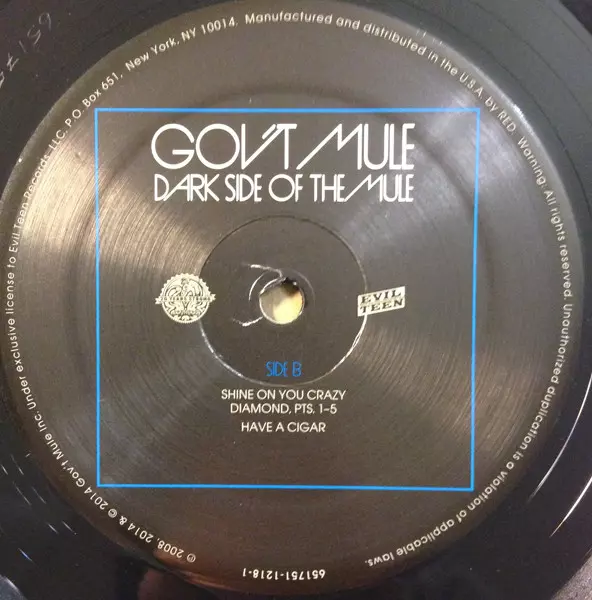 GOV'T MULE
DARK SIDE OF THE MULE
EVIL
TEEN
SIDE B
SHINE ON YOU CRAZY
DIAMOND, PTS. 1–5
HAVE A CIGAR
℗ 2008, 2014 & © 2014 Gov't Mule Inc. Under exclusive license to Evil Teen Records, LLC. P.O. Box 651, New York, NY 10014. Manufactured and distributed in the U.S.A. by RED. Warning: All rights reserved. Unauthorized duplication is a violation of applicable laws.
651751-1218-1